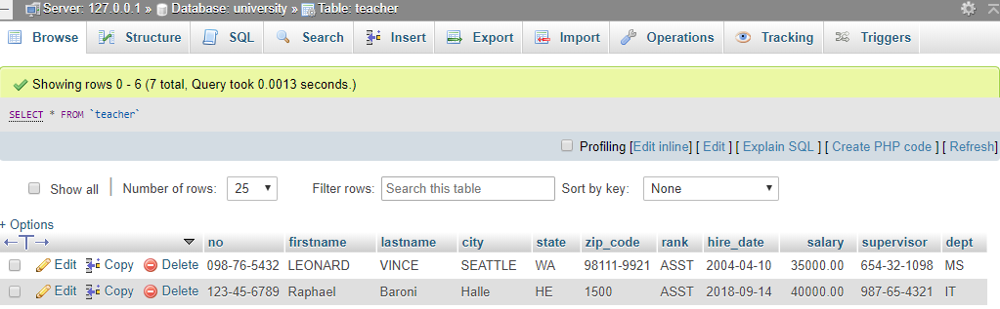 Server: 127.0.0.1 » Database: university » Table: teacher
Browse Structure SQL Search Insert Export Import Operations Tracking Triggers
Showing rows 0 - 6 (7 total, Query took 0.0013 seconds.)
SELECT * FROM `teacher`
Profiling [Edit inline] [ Edit ] [ Explain SQL ] [ Create PHP code ] [ Refresh]
Show all | Number of rows: 25 Filter rows: Search this table Sort by key: None
+ Options
←T→ no firstname lastname city state zip_code rank hire_date salary supervisor dept
Edit Copy Delete 098-76-5432 LEONARD VINCE SEATTLE WA 98111-9921 ASST 2004-04-10 35000.00 654-32-1098 MS
Edit Copy Delete 123-45-6789 Raphael Baroni Halle HE 1500 ASST 2018-09-14 40000.00 987-65-4321 IT